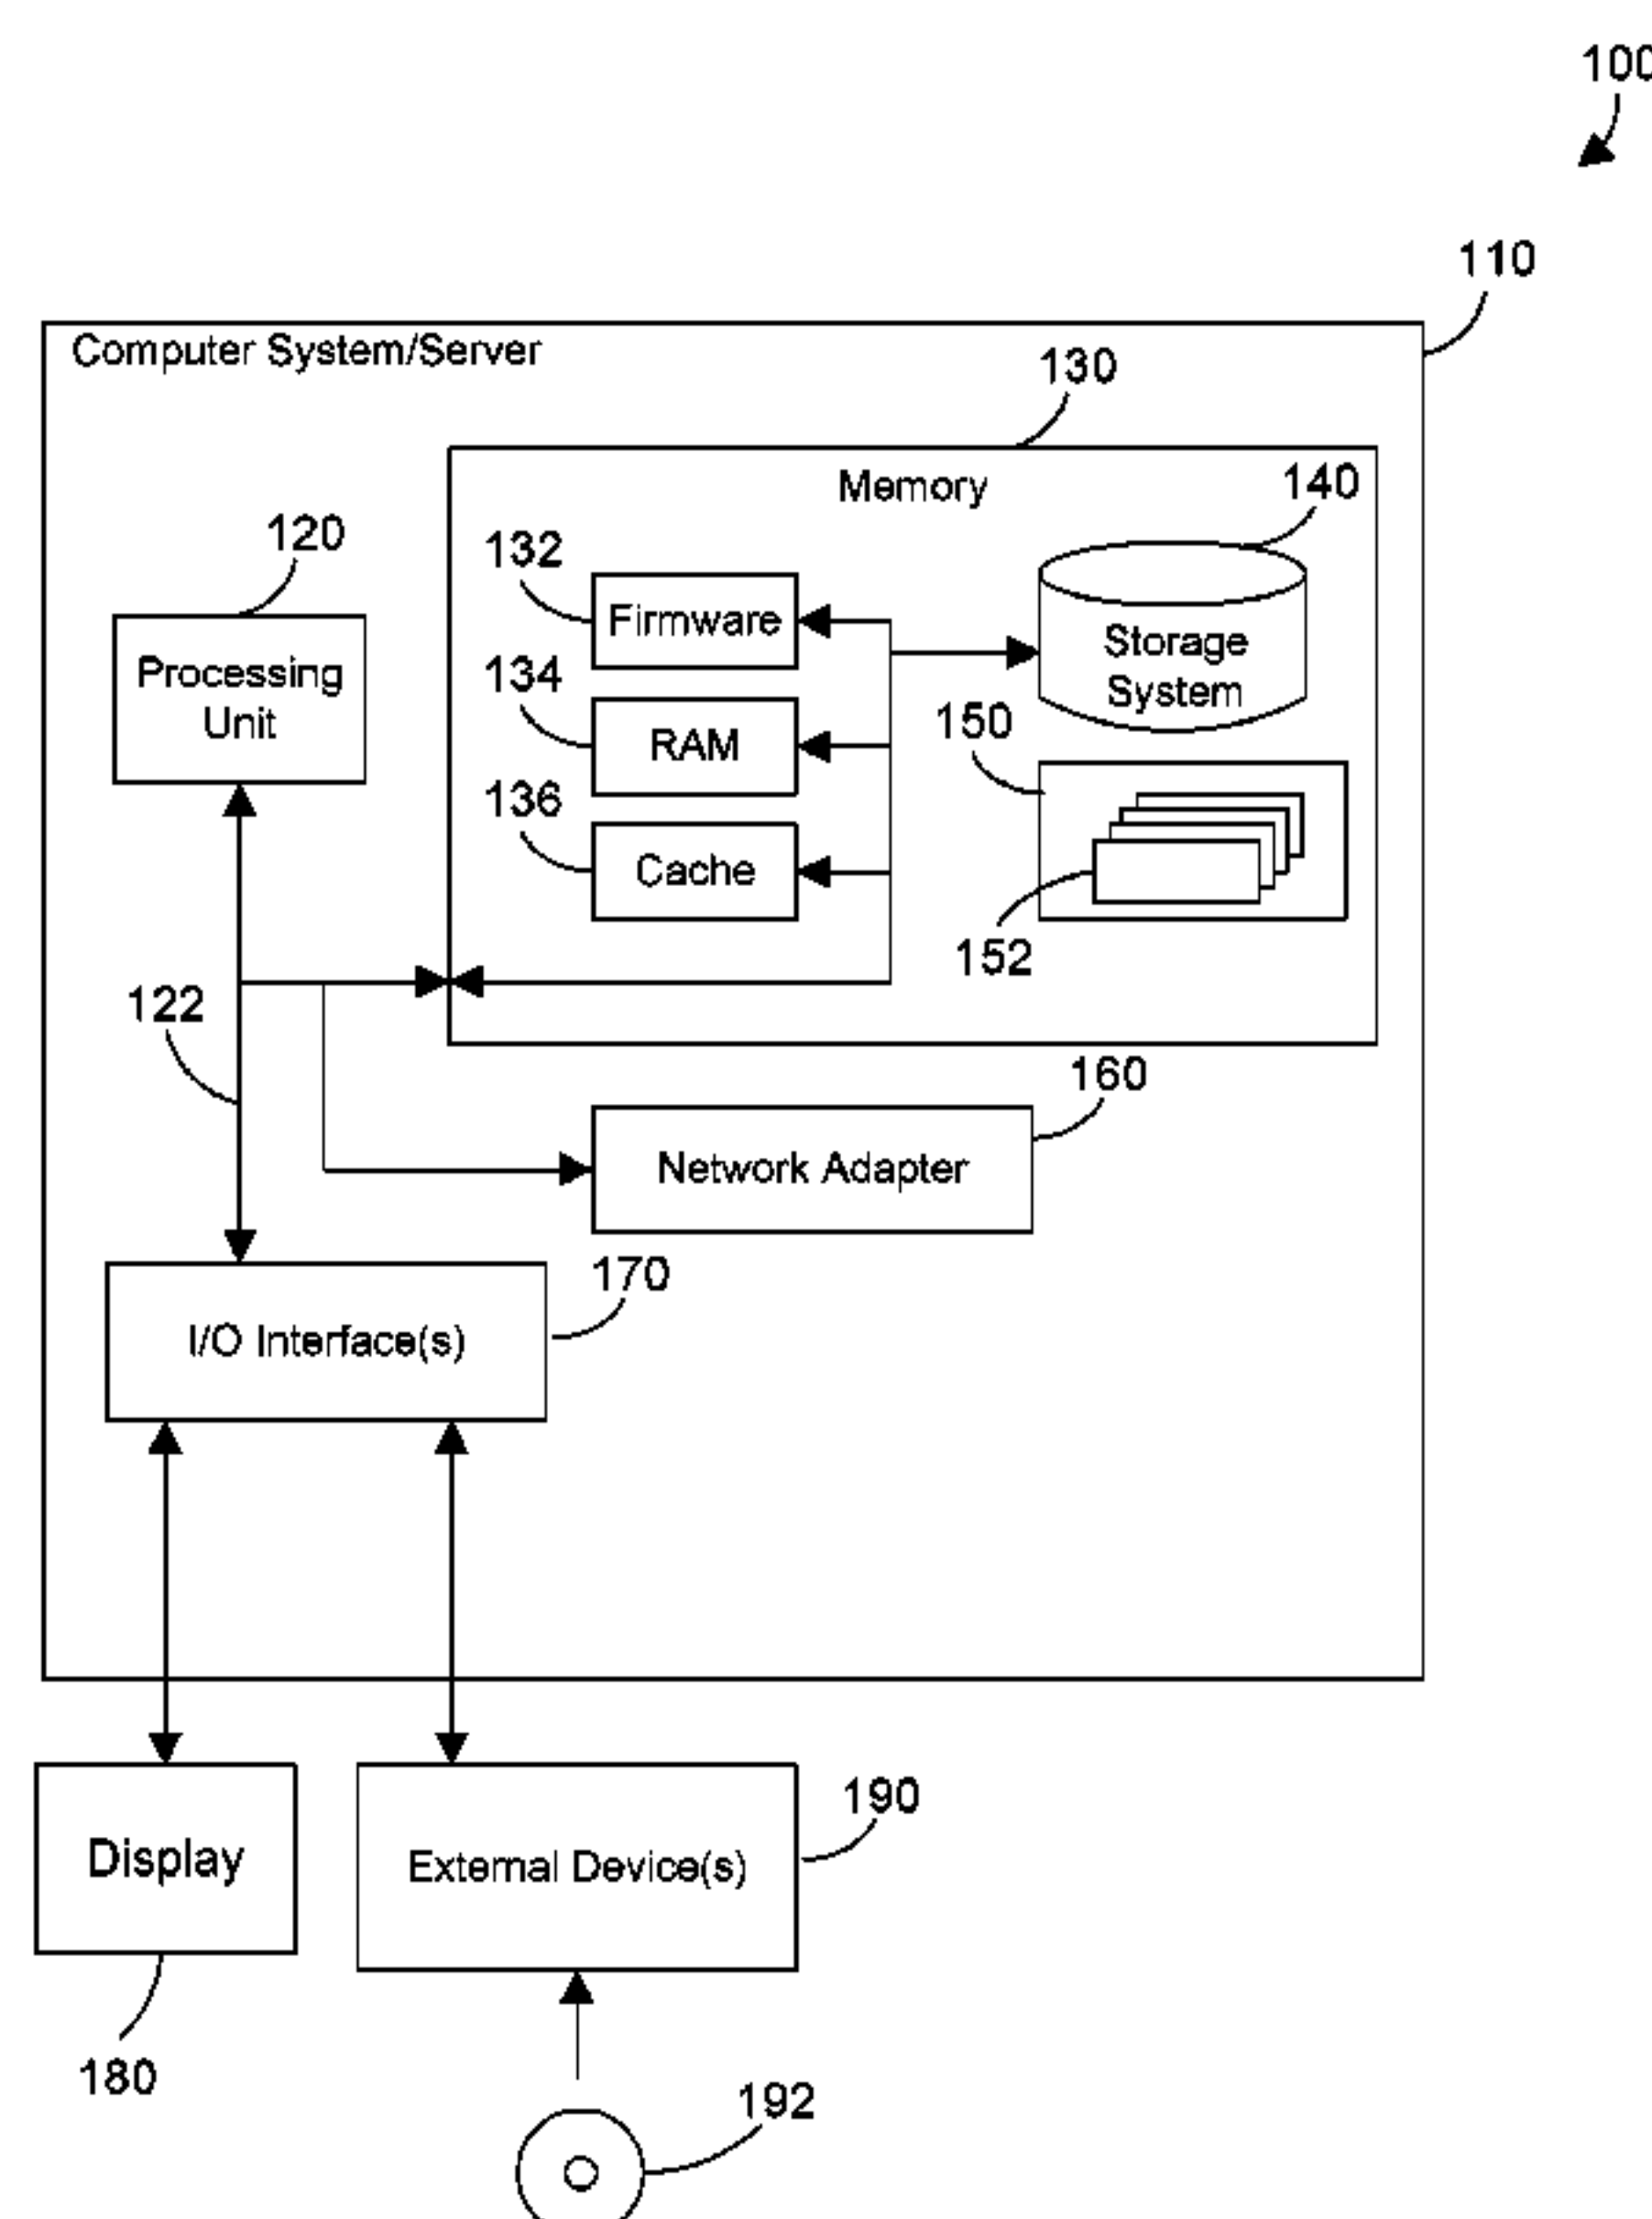 100
110
Computer System/Server
130
Memory
140
120
132
Firmware
Storage
System
Processing
Unit
134
RAM
150
136
Cache
152
122
160
Network Adapter
170
I/O Interface(s)
190
Display
External Device(s)
180
192